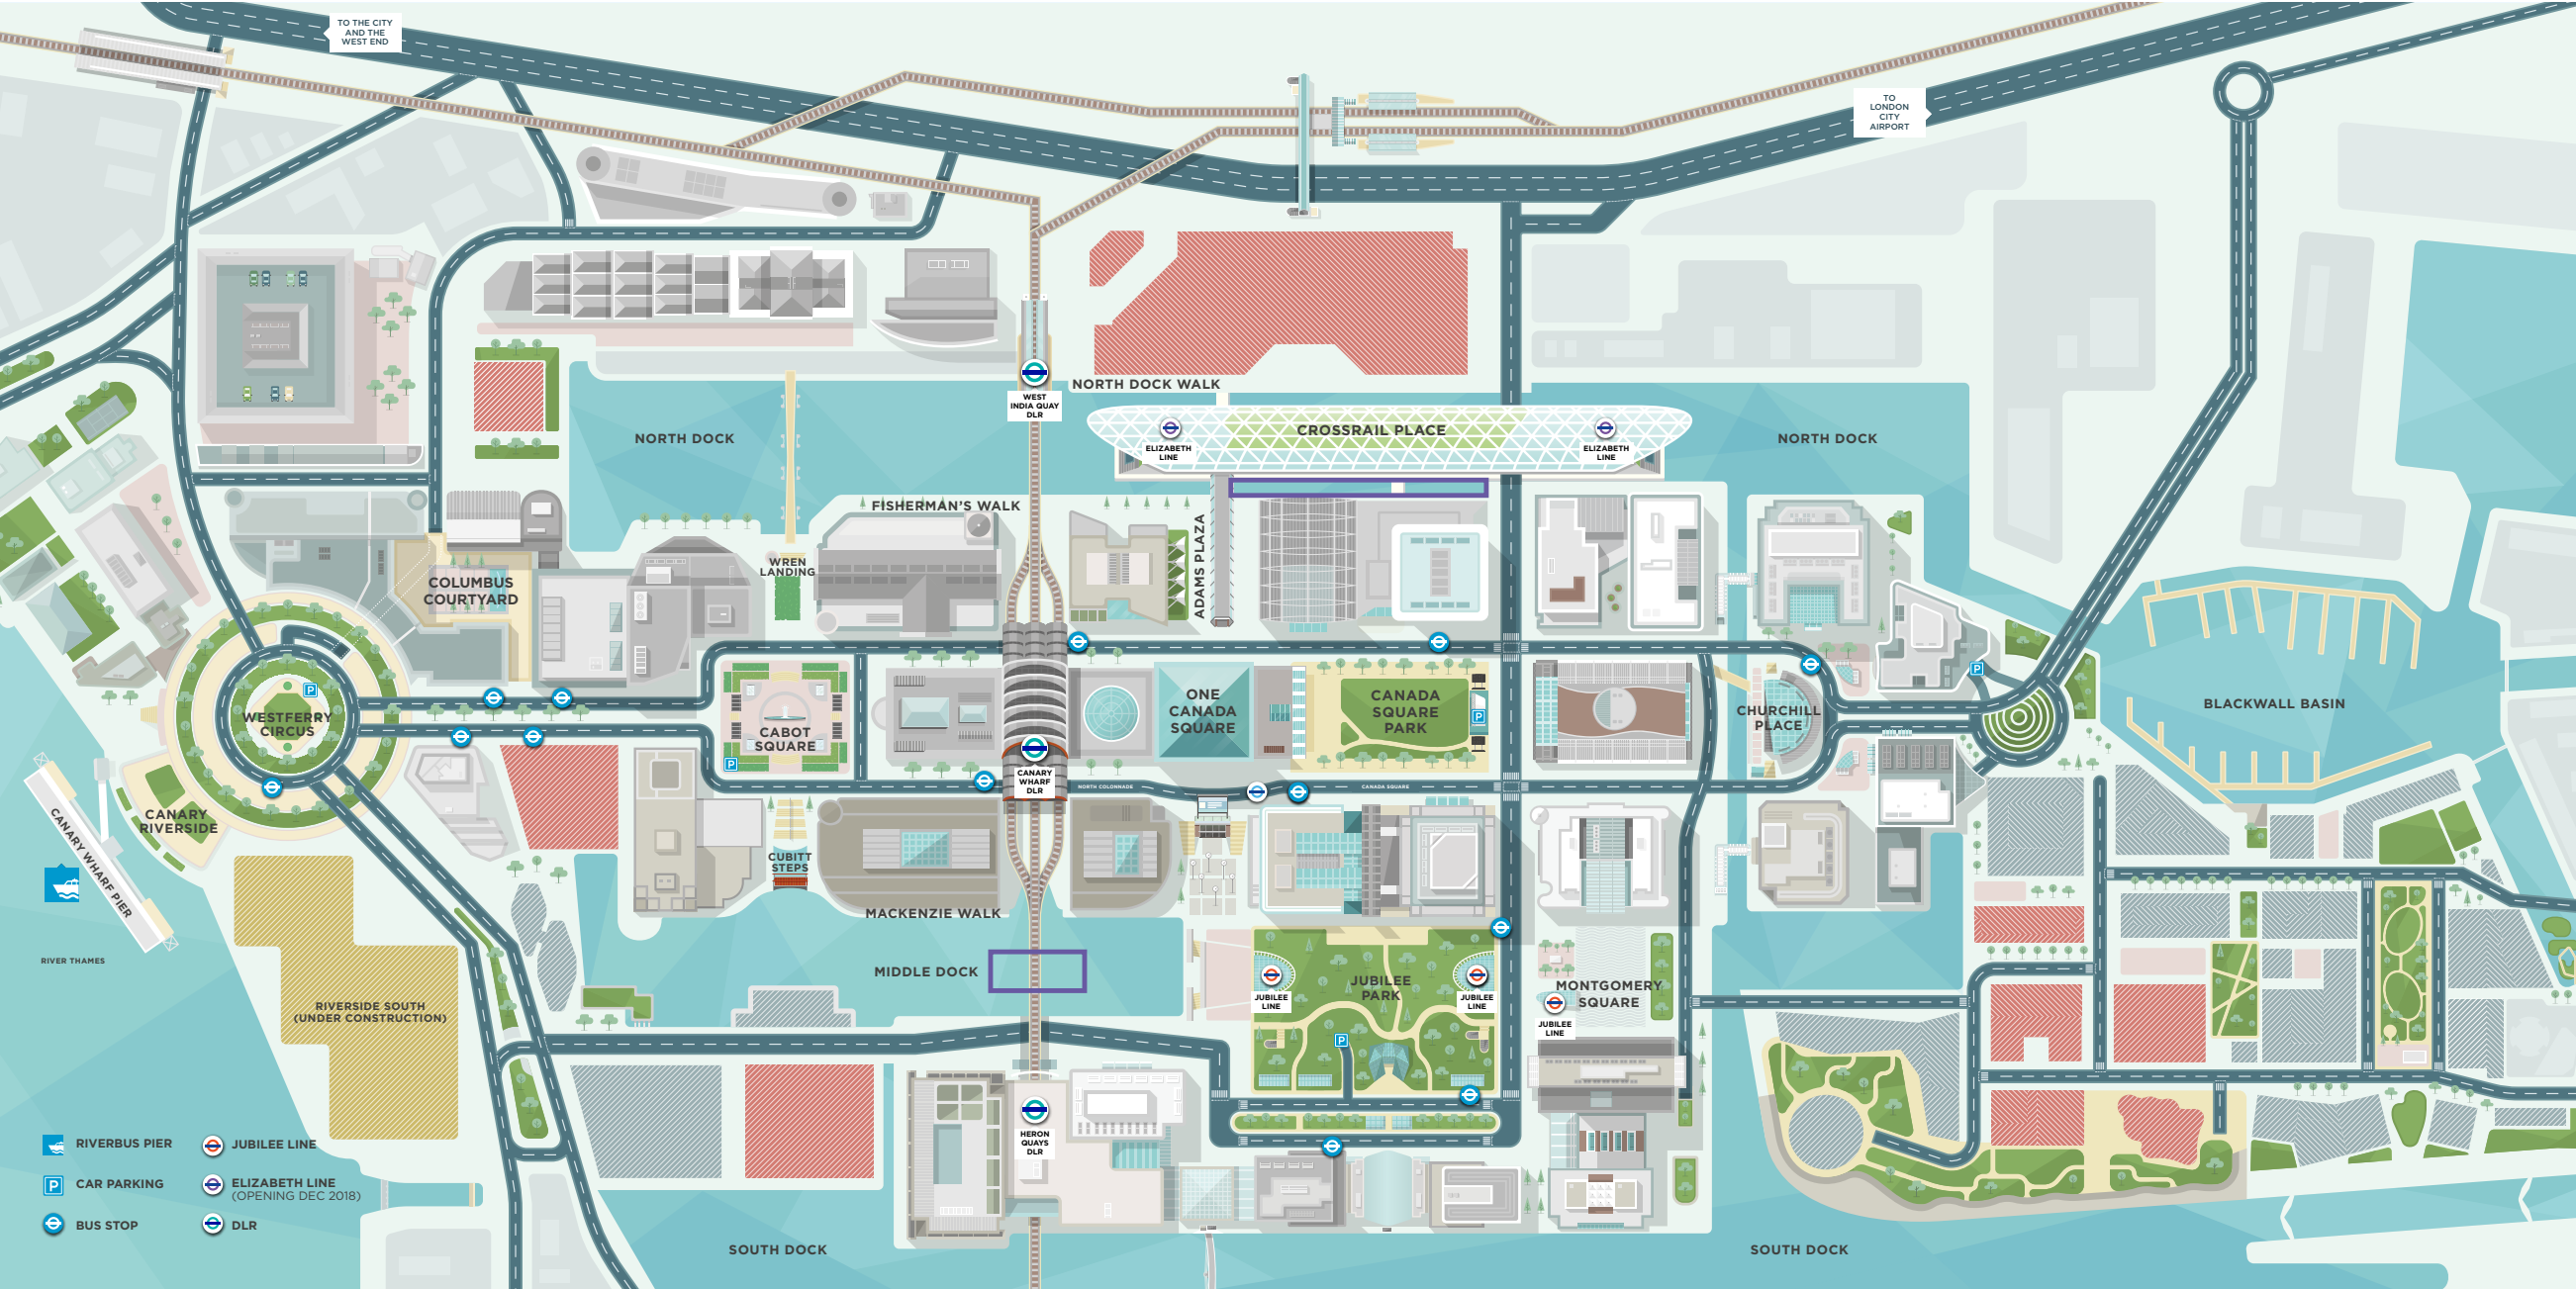 TO THE CITY
AND THE
WEST END
TO
LONDON
CITY
AIRPORT
WEST
INDIA QUAY
DLR
NORTH DOCK WALK
NORTH DOCK
CROSSRAIL PLACE
ELIZABETH
LINE
ELIZABETH
LINE
NORTH DOCK
FISHERMAN'S WALK
ADAMS PLAZA
WREN
LANDING
COLUMBUS
COURTYARD
WESTFERRY
CIRCUS
P
CABOT
SQUARE
P
ONE
CANADA
SQUARE
CANADA
SQUARE
PARK
P
CHURCHILL
PLACE
P
BLACKWALL BASIN
CANARY
WHARF
DLR
NORTH COLONNADE
CANADA SQUARE
CANARY
RIVERSIDE
CANARY WHARF PIER
RIVER THAMES
CUBITT
STEPS
MACKENZIE WALK
MIDDLE DOCK
JUBILEE
PARK
JUBILEE
LINE
JUBILEE
LINE
P
MONTGOMERY
SQUARE
JUBILEE
LINE
RIVERSIDE SOUTH
(UNDER CONSTRUCTION)
HERON
QUAYS
DLR
SOUTH DOCK
SOUTH DOCK
RIVERBUS PIER
P CAR PARKING
BUS STOP
JUBILEE LINE
ELIZABETH LINE
(OPENING DEC 2018)
DLR